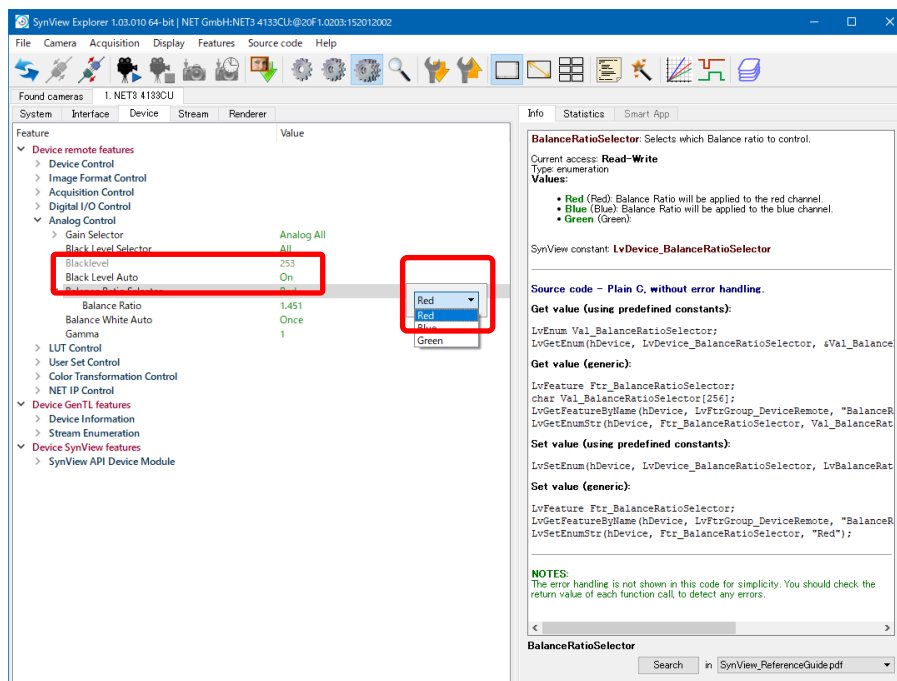 SynView Explorer 1.03.010 64-bit | NET GmbH:NET3 4133CU:@20F1.0203:152012002
File Camera Acquisition Display Features Source code Help
Found cameras 1. NET3 4133CU
System Interface Device Stream Renderer
Feature Value
Device remote features
Device Control
Image Format Control
Acquisition Control
Digital I/O Control
Analog Control
Gain Selector Analog All
Black Level Selector All
Blacklevel 253
Black Level Auto On
Balance Ratio Selector Red
Balance Ratio 1.451
Balance White Auto Once
Gamma 1
LUT Control
User Set Control
Color Transformation Control
NET IP Control
Device GenTL features
Device Information
Stream Enumeration
Device SynView features
SynView API Device Module
Red
Red
Blue
Green
Info Statistics Smart App
BalanceRatioSelector: Selects which Balance ratio to control.
Current access: Read-Write
Type: enumeration
Values:
• Red (Red): Balance Ratio will be applied to the red channel.
• Blue (Blue): Balance Ratio will be applied to the blue channel.
• Green (Green):
SynView constant: LvDevice_BalanceRatioSelector
Source code - Plain C, without error handling.
Get value (using predefined constants):
LvEnum Val_BalanceRatioSelector;
LvGetEnum(hDevice, LvDevice_BalanceRatioSelector, &Val_Balance
Get value (generic):
LvFeature Ftr_BalanceRatioSelector;
char Val_BalanceRatioSelector[256];
LvGetFeatureByName(hDevice, LvFtrGroup_DeviceRemote, "BalanceR
LvGetEnumStr(hDevice, Ftr_BalanceRatioSelector, Val_BalanceRat
Set value (using predefined constants):
LvSetEnum(hDevice, LvDevice_BalanceRatioSelector, LvBalanceRat
Set value (generic):
LvFeature Ftr_BalanceRatioSelector;
LvGetFeatureByName(hDevice, LvFtrGroup_DeviceRemote, "BalanceR
LvSetEnumStr(hDevice, Ftr_BalanceRatioSelector, "Red");
NOTES:
The error handling is not shown in this code for simplicity. You should check the
return value of each function call, to detect any errors.
BalanceRatioSelector
Search in SynView_ReferenceGuide.pdf